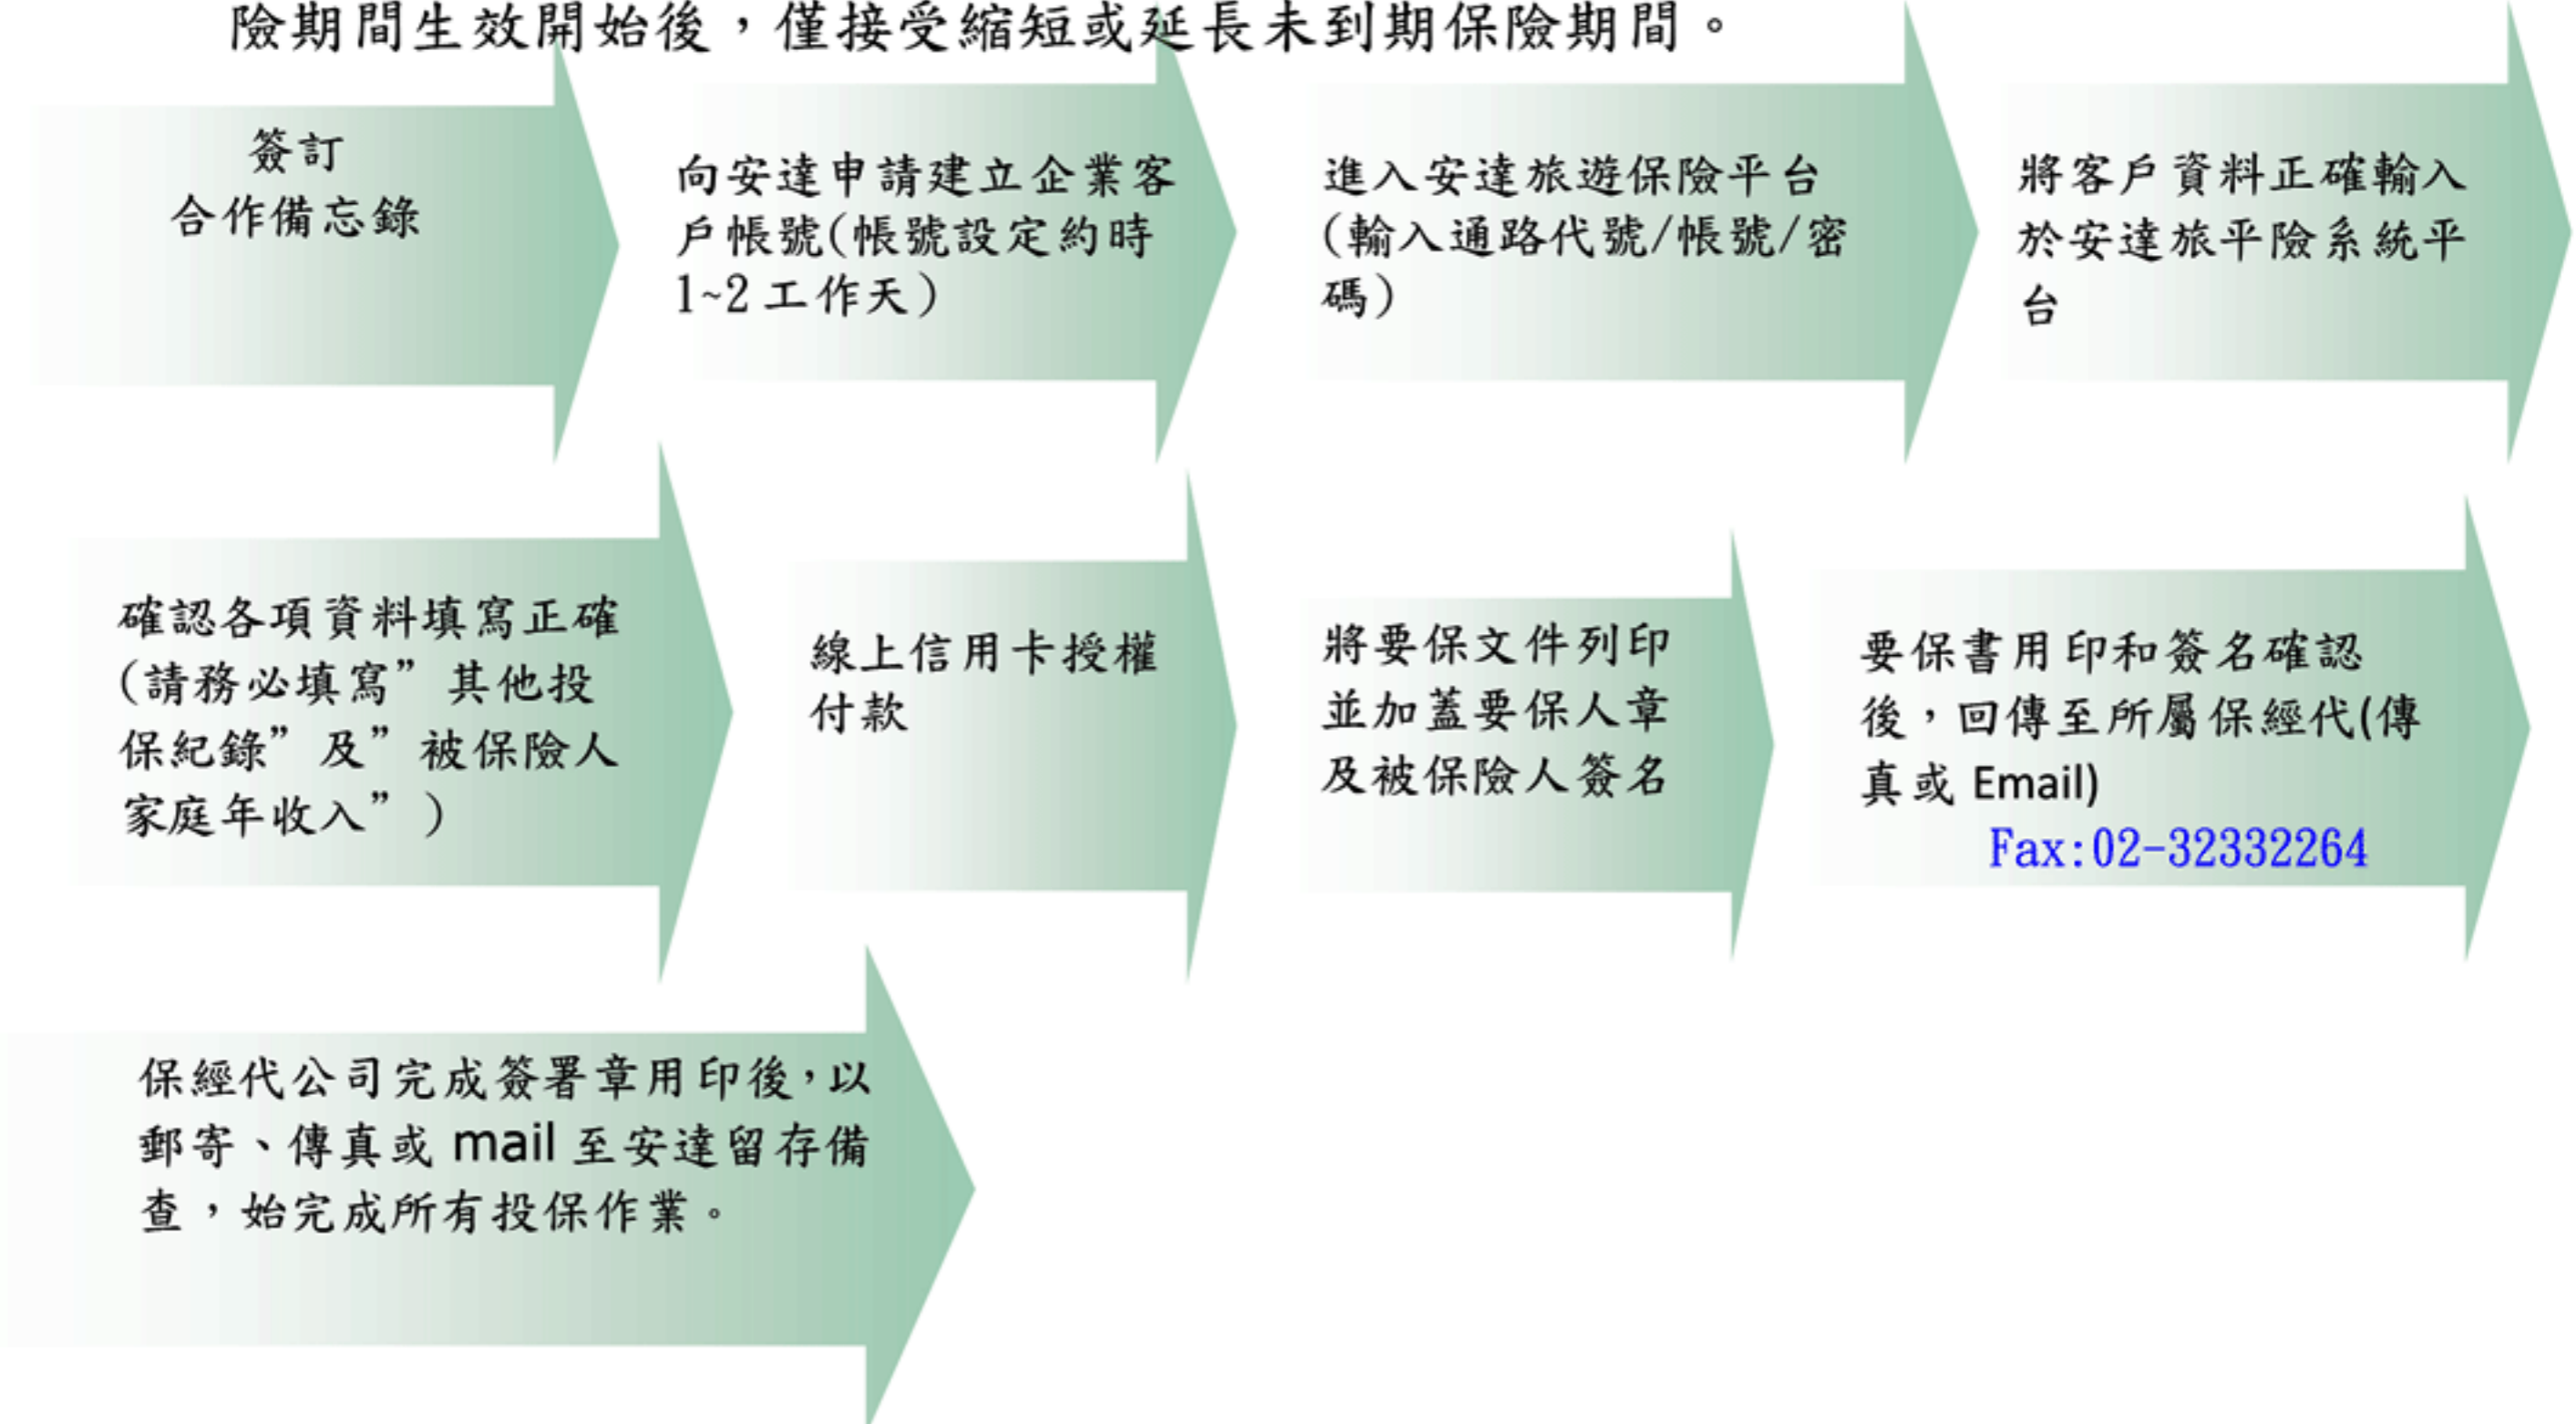 險期間生效開始後，僅接受縮短或延長未到期保險期間。
簽訂
合作備忘錄
向安達申請建立企業客
戶帳號(帳號設定約時
1~2工作天)
進入安達旅遊保險平台
(輸入通路代號/帳號/密
碼)
將客戶資料正確輸入
於安達旅平險系統平
台
確認各項資料填寫正確
(請務必填寫”其他投
保紀錄”及”被保險人
家庭年收入”)
線上信用卡授權
付款
將要保文件列印
並加蓋要保人章
及被保險人簽名
要保書用印和簽名確認
後，回傳至所屬保經代(傳
真或 Email)
Fax:02-32332264
保經代公司完成簽署章用印後，以
郵寄、傳真或 mail 至安達留存備
查，始完成所有投保作業。